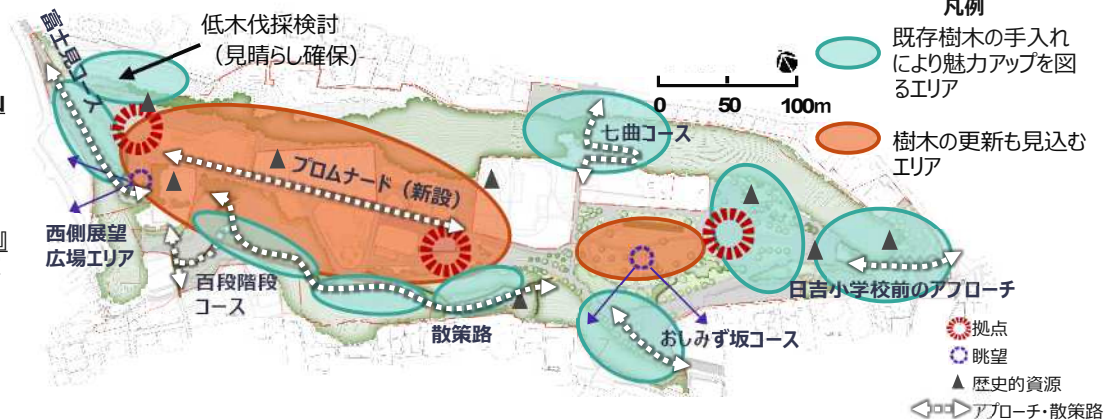 凡例
低木伐採検討
（見晴らし確保）
富士見コース
既存樹木の手入れ
により魅力アップを図
るエリア
0 50 100m
七曲コース
樹木の更新も見込む
エリア
プロムナード（新設）
西側展望
広場エリア
百段階段
コース
散策路
おしみず坂コース
日吉小学校前のアプローチ
拠点
眺望
歴史的資源
アプローチ・散策路